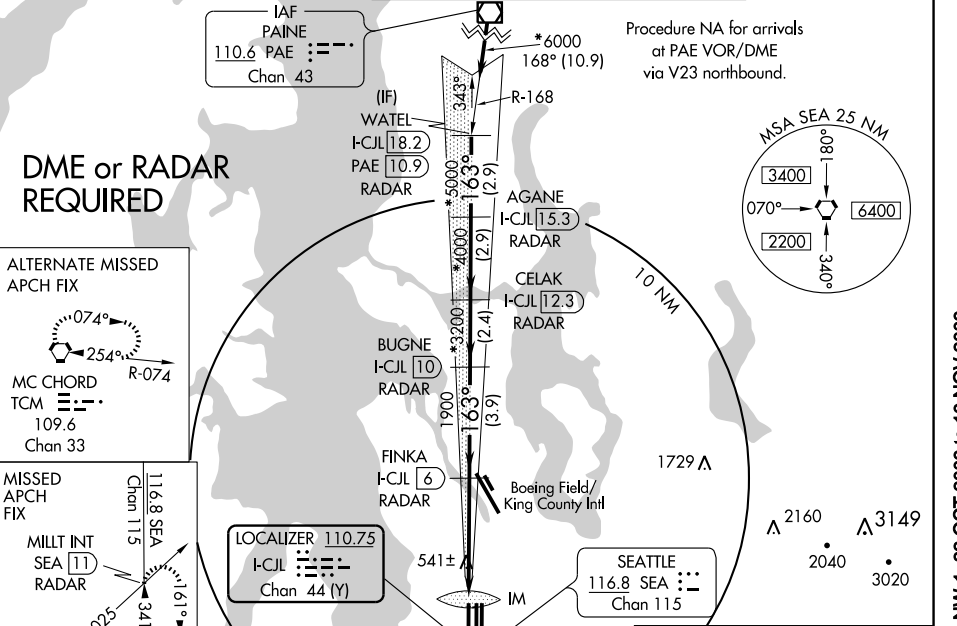 IAF
PAINE
110.6 PAE
Chan 43
*6000
168° (10.9)
Procedure NA for arrivals
at PAE VOR/DME
via V23 northbound.
R-168
343°
(IF)
WATEL
I-CJL 18.2
PAE 10.9
RADAR
DME or RADAR
REQUIRED
*5000
163°
(2.9)
AGANE
I-CJL 15.3
RADAR
MSA SEA 25 NM
180°
3400
070°
6400
2200
340°
*4000
(2.9)
CELAK
I-CJL 12.3
RADAR
10 NM
*3200
(2.4)
BUGNE
I-CJL 10
RADAR
ALTERNATE MISSED
APCH FIX
074°
254°
R-074
MC CHORD
TCM
109.6
Chan 33
1900
163°
(3.9)
FINKA
I-CJL 6
RADAR
Boeing Field/
King County Intl
1729
2160
3149
2040
3020
MISSED
APCH
FIX
116.8 SEA
Chan 115
MILLT INT
SEA 11
RADAR
161°
341
025
LOCALIZER 110.75
I-CJL
Chan 44 (Y)
541±
IM
SEATTLE
116.8 SEA
Chan 115